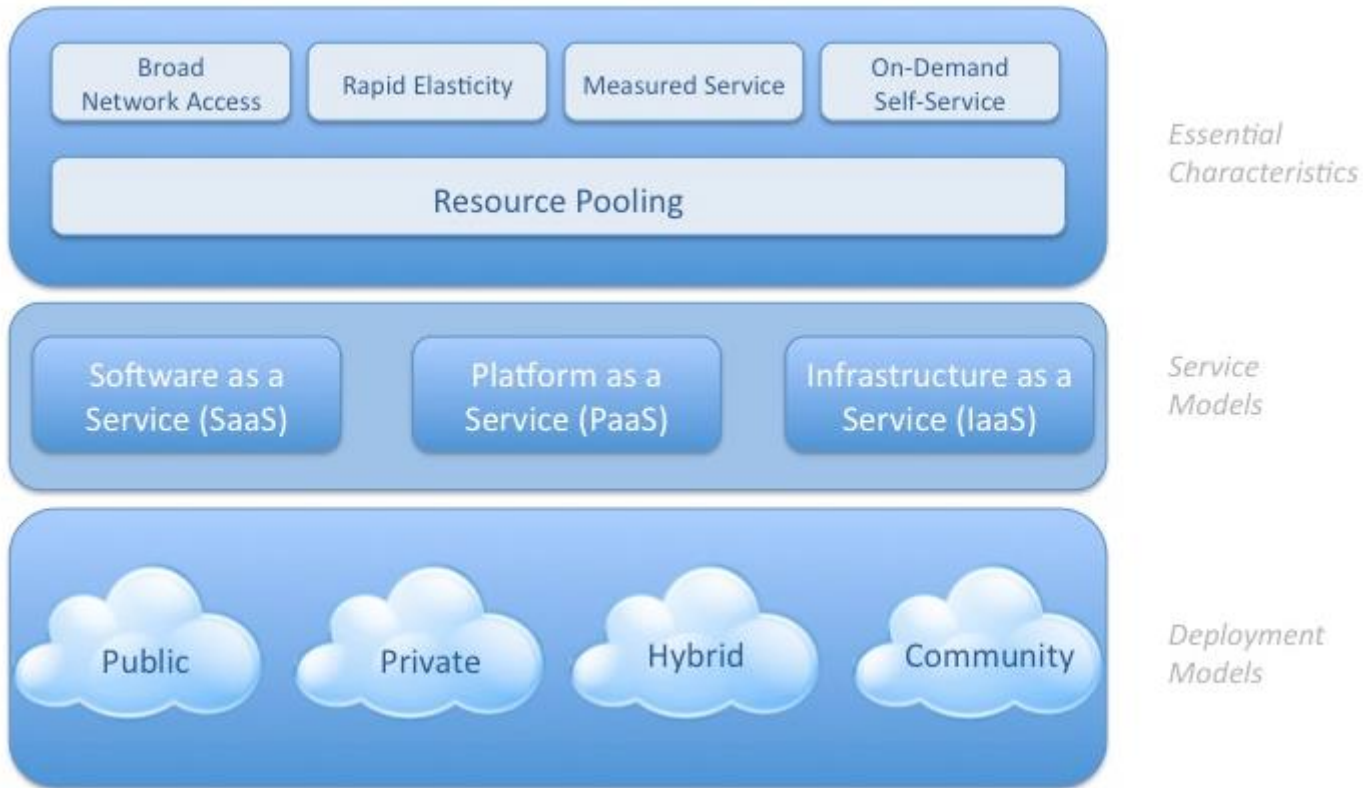 Broad
Network Access
Rapid Elasticity
Measured Service
On-Demand
Self-Service
Essential
Characteristics
Resource Pooling
Software as a
Service (SaaS)
Platform as a
Service (PaaS)
Infrastructure as a
Service (IaaS)
Service
Models
Public
Private
Hybrid
Community
Deployment
Models